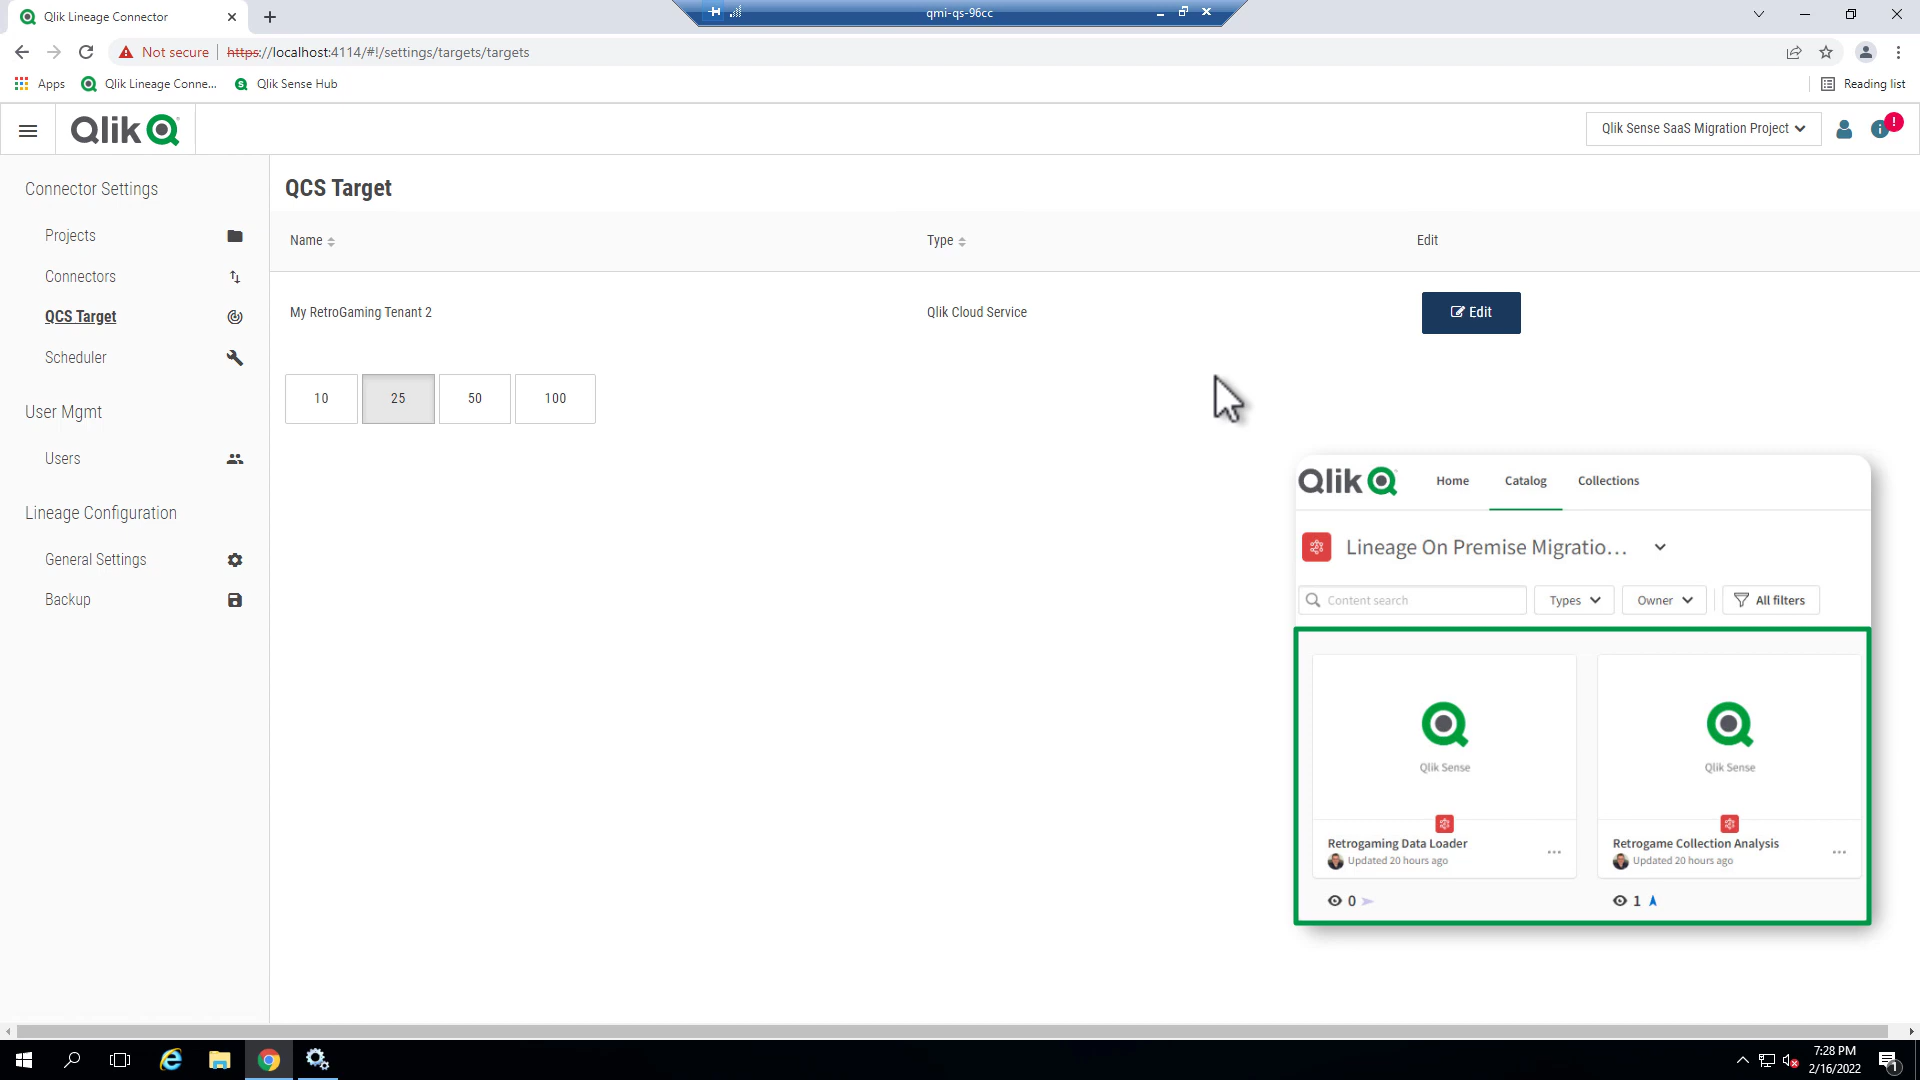 Qlik Lineage Connector
qmi-qs-96cc
Not secure https://localhost:4114/#!/settings/targets/targets
Apps Qlik Lineage Conne... Qlik Sense Hub Reading list
Qlik Qlik Sense SaaS Migration Project !
Connector Settings
Projects
Connectors
QCS Target
Scheduler
User Mgmt
Users
Lineage Configuration
General Settings
Backup
QCS Target
Name Type Edit
My RetroGaming Tenant 2 Qlik Cloud Service Edit
10 25 50 100
Qlik Home Catalog Collections
Lineage On Premise Migratio...
Content search Types Owner All filters
Qlik Sense Qlik Sense
Retrogaming Data Loader Retrogame Collection Analysis
Updated 20 hours ago Updated 20 hours ago
0 1
7:28 PM
2/16/2022
1